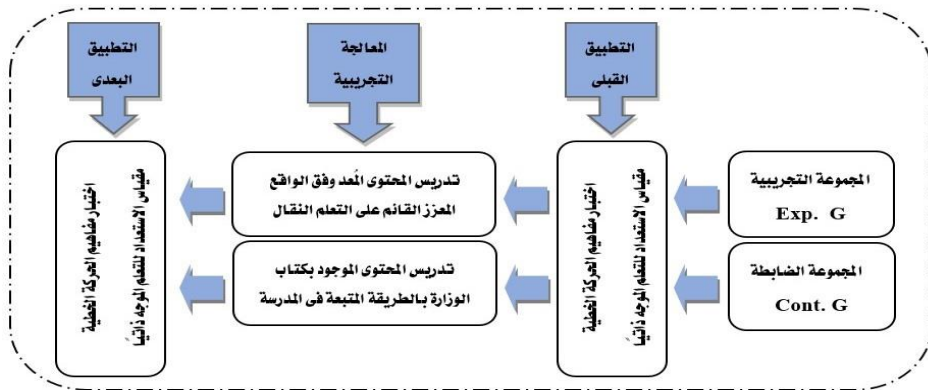 التطبيق
القبلى
المعالجة
التجريبية
التطبيق
البعدى
المجموعة التجريبية
Exp. G
المجموعة الضابطة
Cont. G
اختبار مفاهيم الحركة الخطية
مقياس الاستعداد للتعلم الموجه ذاتيًا
تدريس المحتوى المُعد وفق الواقع
المعزز القائم على التعلم النقال
تدريس المحتوى الموجود بكتاب
الوزارة بالطريقة المتبعة فى المدرسة
اختبار مفاهيم الحركة الخطية
مقياس الاستعداد للتعلم الموجه ذاتيًا